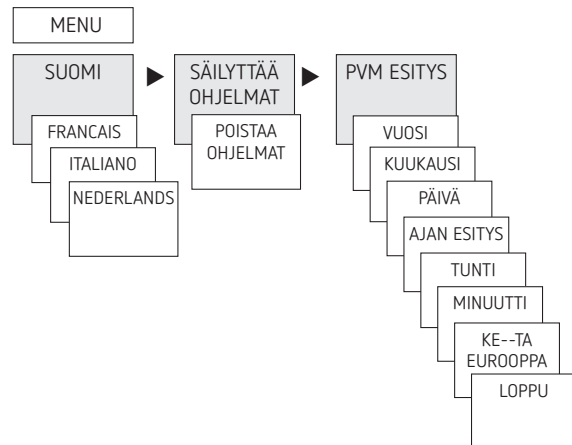 MENU
SUOMI
FRANCAIS
ITALIANO
NEDERLANDS
SÄILYTTÄÄ
OHJELMAT
POISTAA
OHJELMAT
PVM ESITYS
VUOSI
KUUKAUSI
PÄIVÄ
AJAN ESITYS
TUNTI
MINUUTTI
KE--TA
EUROOPPA
LOPPU